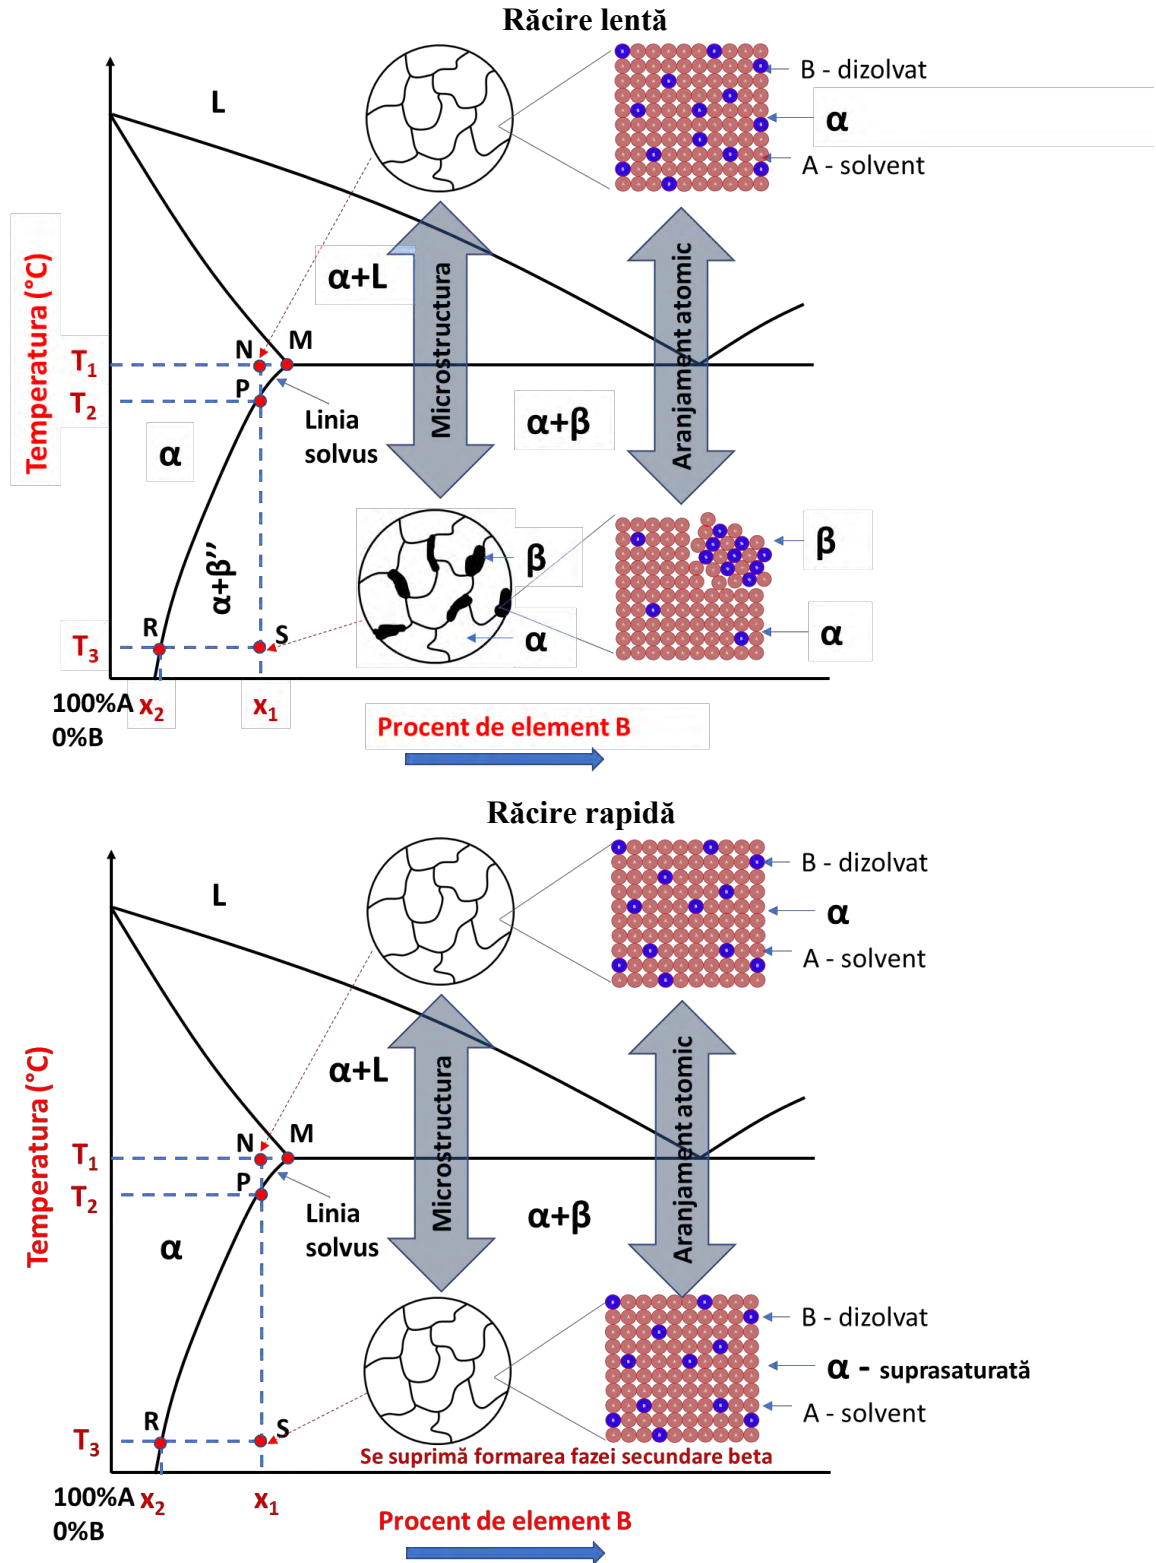 Răcire lentă
L
B - dizolvat
α
A - solvent
α+L
Microstructura
Aranjament atomic
Temperatura (°C)
N
M
T₁
P
T₂
Linia
solvus
α+β
α
α+β’’
β
α
β
α
R
S
T₃
100%A
0%B
x₂
x₁
Procent de element B
Răcire rapidă
L
B - dizolvat
α
A - solvent
α+L
Microstructura
Aranjament atomic
Temperatura (°C)
N
M
T₁
P
T₂
Linia
solvus
α+β
α
B - dizolvat
α - suprasaturată
A - solvent
R
S
T₃
Se suprimă formarea fazei secundare beta
100%A
0%B
x₂
x₁
Procent de element B